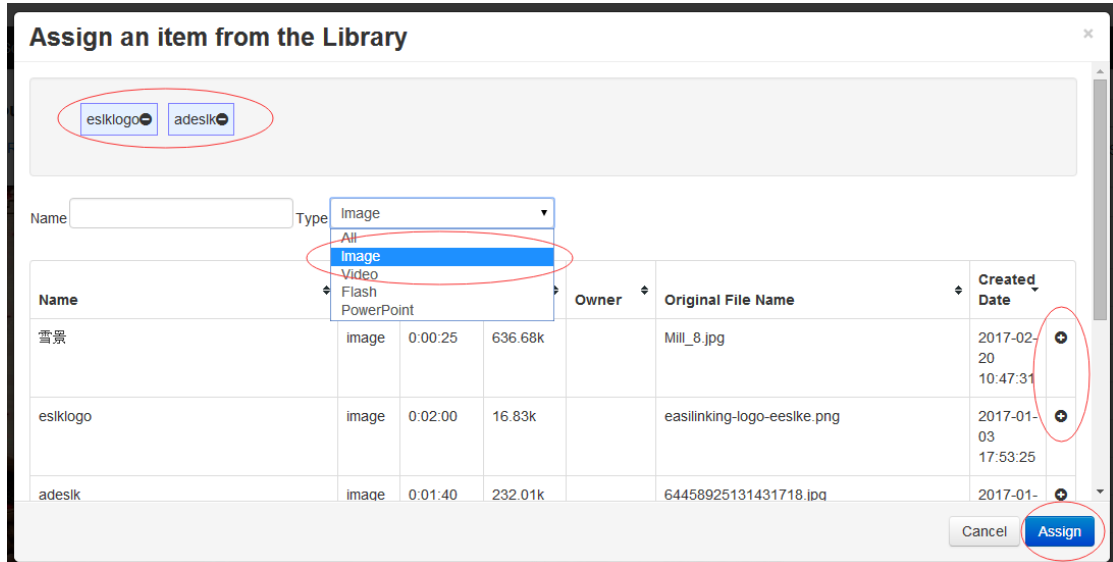 Assign an item from the Library
×
eslklogo adeslk
Name Type Image
All
Image
Video
Flash
PowerPoint
Name Owner Original File Name Created Date
雪景 image 0:00:25 636.68k Mill_8.jpg 2017-02-
20
10:47:31
eslklogo image 0:02:00 16.83k easilinking-logo-eeslke.png 2017-01-
03
17:53:25
adeslk image 0:01:40 232.01k 64458925131431718.jpg 2017-01-
Cancel Assign